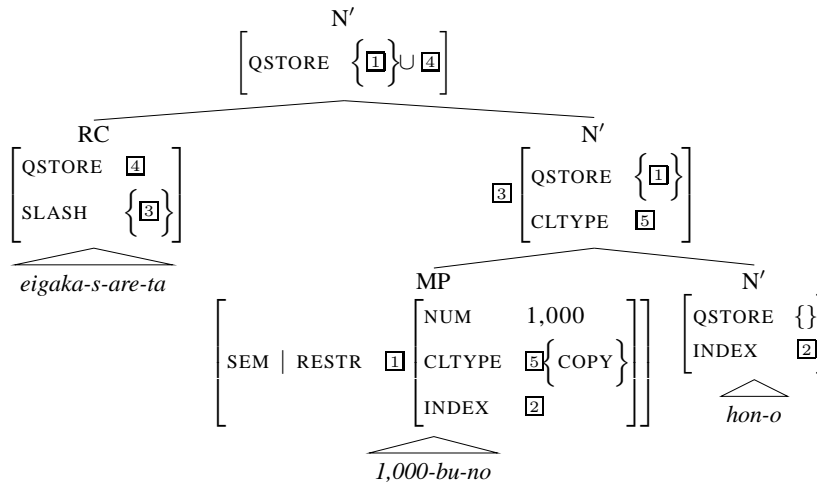 N′
[QSTORE {[1]} ∪ [4]]
RC N′
[QSTORE [4] [3] [QSTORE {[1]}
SLASH {[3]}] CLTYPE [5]]
eigaka-s-are-ta
MP N′
NUM 1,000 [QSTORE {}
[SEM | RESTR [1] [CLTYPE [5]{COPY} INDEX [2]]
INDEX [2]]] hon-o
1,000-bu-no